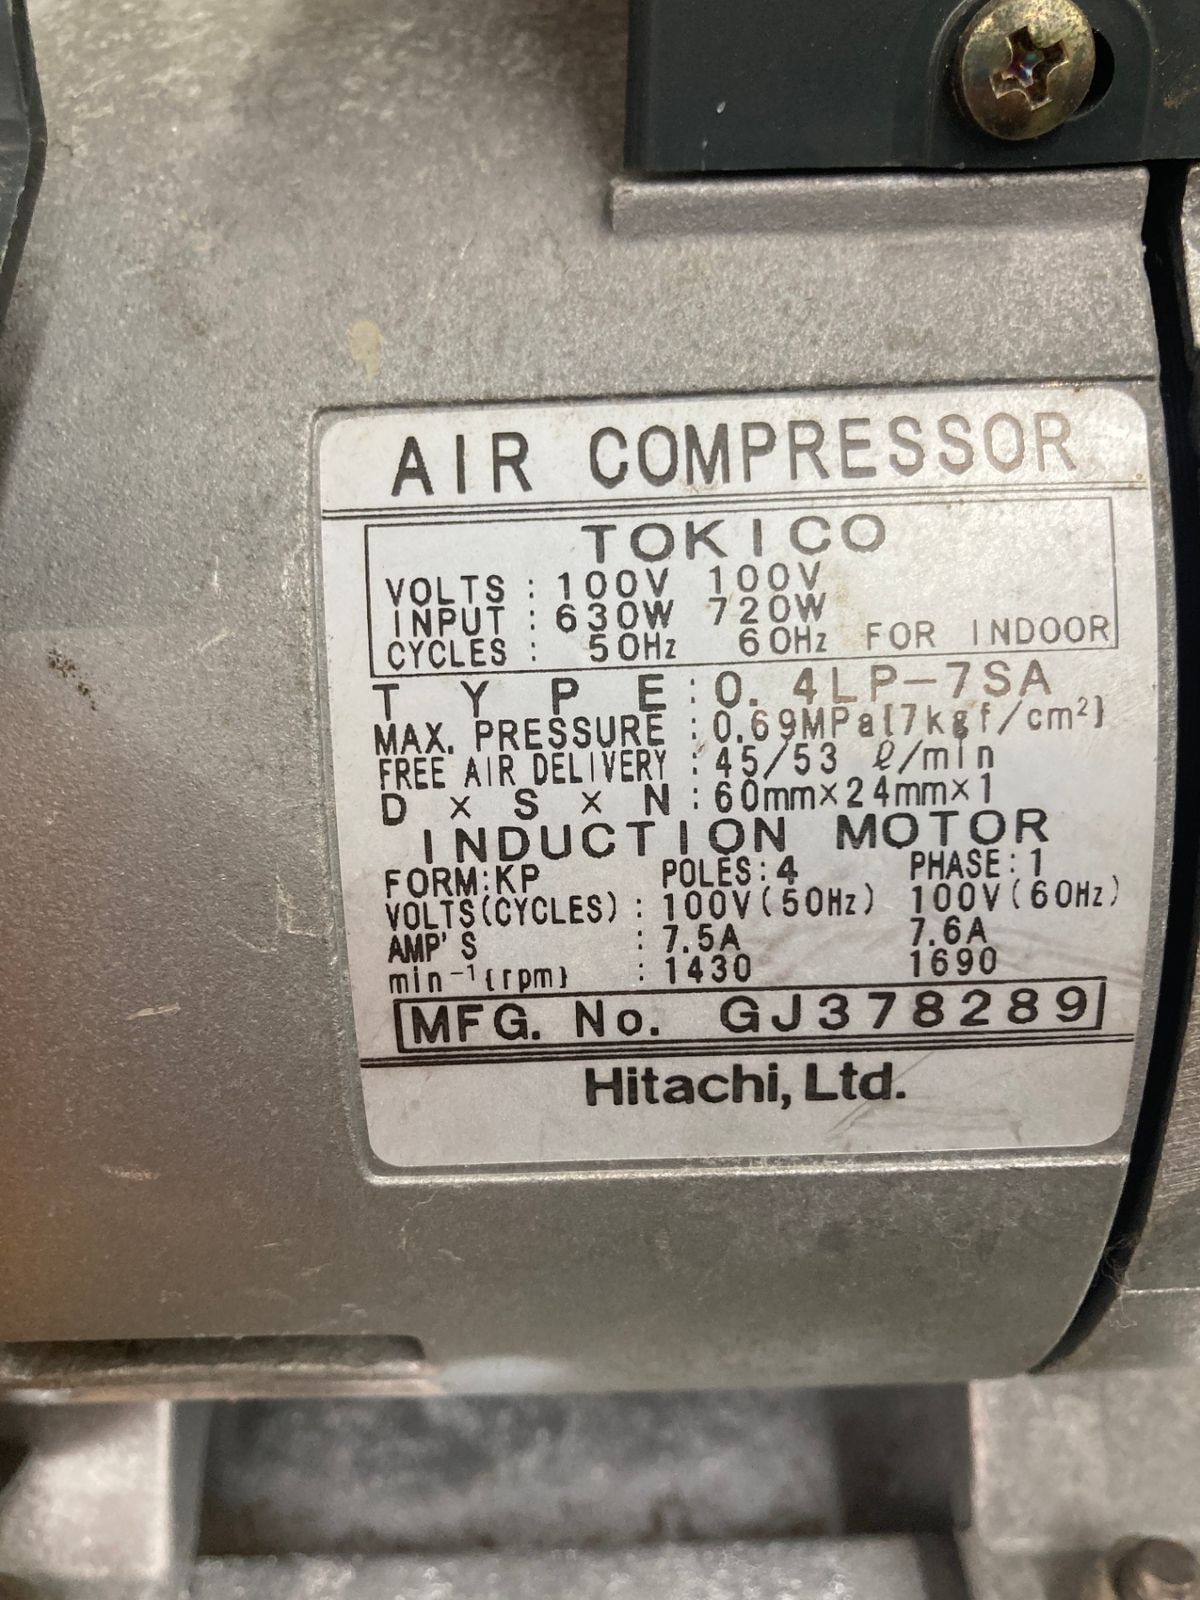 AIR COMPRESSOR
TOKICO
VOLTS : 100V 100V
INPUT : 630W 720W
CYCLES : 50Hz 60Hz FOR INDOOR
TYPE : 0.4LP-7SA
MAX. PRESSURE : 0.69MPa{7kgf/cm²}
FREE AIR DELIVERY : 45/53 ℓ/min
D × S × N : 60mm×24mm×1
INDUCTION MOTOR
FORM:KP POLES:4 PHASE:1
VOLTS(CYCLES) : 100V(50Hz) 100V(60Hz)
AMP'S : 7.5A 7.6A
min⁻¹{rpm} : 1430 1690
MFG. No. GJ378289
Hitachi, Ltd.